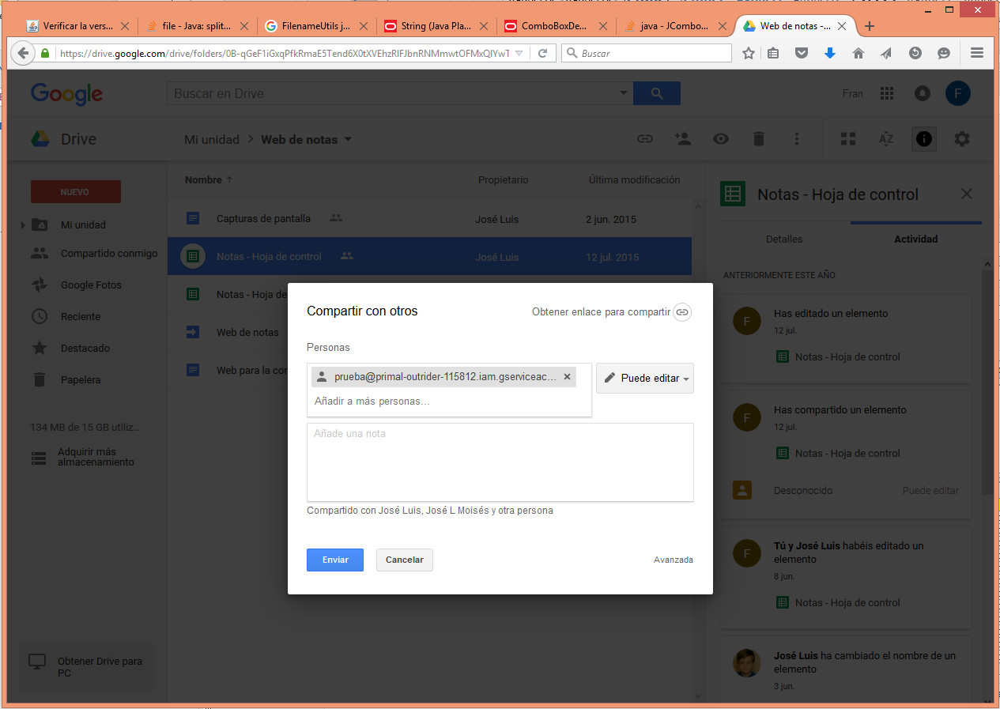 Verificar la vers...
file - Java: split...
FilenameUtils j...
String (Java Pla...
ComboBoxDe...
java - JCombo...
Web de notas -...
https://drive.google.com/drive/folders/
Buscar
Google
Buscar en Drive
Fran
F
Drive
Mi unidad > Web de notas
AZ
NUEVO
Mi unidad
Compartido conmigo
Google Fotos
Reciente
Destacado
Papelera
134 MB de 15 GB utiliz...
Adquirir más
almacenamiento
Obtener Drive para
PC
Nombre ↑ Propietario Última modificación
Capturas de pantalla José Luis 2 jun. 2015
Notas - Hoja de control José Luis 12 jul. 2015
Notas - Hoja de
Web de notas
Web para la cor
Compartir con otros
Obtener enlace para compartir
Personas
prueba@primal-outrider-115812.iam.gserviceac...
Puede editar
Añadir a más personas...
Añade una nota
Compartido con José Luis, José L Moisés y otra persona
Enviar
Cancelar
Avanzada
Notas - Hoja de control
Detalles
Actividad
ANTERIORMENTE ESTE AÑO
F
Has editado un elemento
12 jul.
Notas - Hoja de control
F
Has compartido un elemento
12 jul.
Notas - Hoja de control
Desconocido Puede editar
F
Tú y José Luis habéis editado un
elemento
8 jun.
Notas - Hoja de control
José Luis ha cambiado el nombre de un
elemento
3 jun.